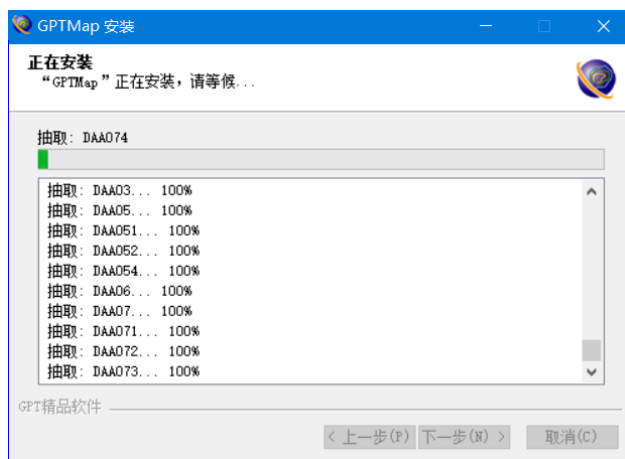 GPTMap 安装
正在安装
“GPTMap”正在安装，请等候...
抽取: DAA074
抽取: DAA03... 100%
抽取: DAA05... 100%
抽取: DAA051... 100%
抽取: DAA052... 100%
抽取: DAA054... 100%
抽取: DAA06... 100%
抽取: DAA07... 100%
抽取: DAA071... 100%
抽取: DAA072... 100%
抽取: DAA073... 100%
GPT精品软件
< 上一步(P) 下一步(N) > 取消(C)